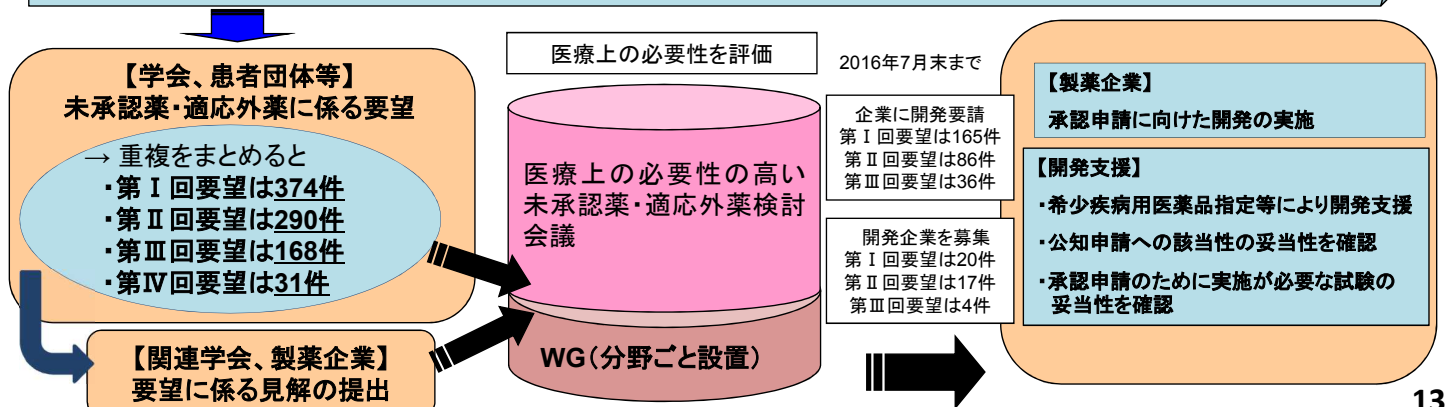 【学会、患者団体等】
未承認薬・適応外薬に係る要望
→ 重複をまとめると
・第Ⅰ回要望は374件
・第Ⅱ回要望は290件
・第Ⅲ回要望は168件
・第Ⅳ回要望は31件
【関連学会、製薬企業】
要望に係る見解の提出
医療上の必要性を評価
医療上の必要性の高い
未承認薬・適応外薬検討
会議
WG(分野ごと設置)
2016年7月末まで
企業に開発要請
第Ⅰ回要望は165件
第Ⅱ回要望は86件
第Ⅲ回要望は36件
開発企業を募集
第Ⅰ回要望は20件
第Ⅱ回要望は17件
第Ⅲ回要望は4件
【製薬企業】
承認申請に向けた開発の実施
【開発支援】
・希少疾病用医薬品指定等により開発支援
・公知申請への該当性の妥当性を確認
・承認申請のために実施が必要な試験の
妥当性を確認
13